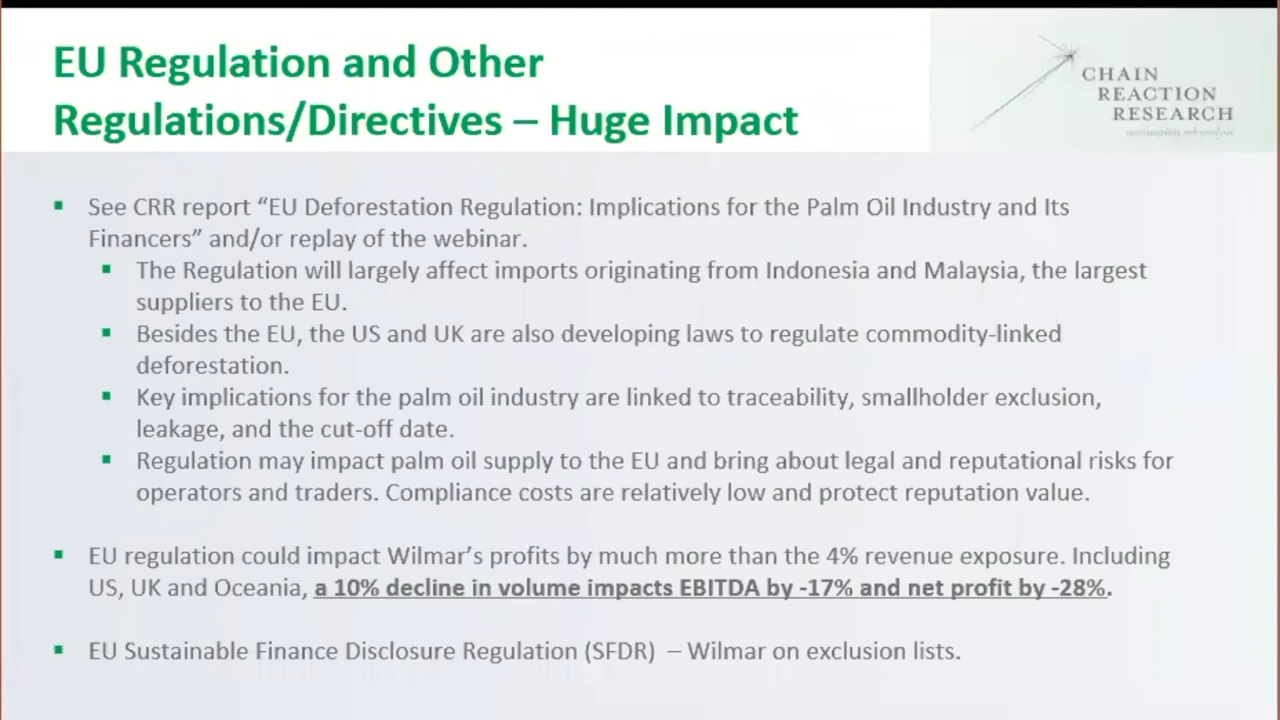 EU Regulation and Other
Regulations/Directives – Huge Impact
CHAIN
REACTION
RESEARCH
sustainability risk analysis
▪ See CRR report “EU Deforestation Regulation: Implications for the Palm Oil Industry and Its
Financers” and/or replay of the webinar.
▪ The Regulation will largely affect imports originating from Indonesia and Malaysia, the largest
suppliers to the EU.
▪ Besides the EU, the US and UK are also developing laws to regulate commodity-linked
deforestation.
▪ Key implications for the palm oil industry are linked to traceability, smallholder exclusion,
leakage, and the cut-off date.
▪ Regulation may impact palm oil supply to the EU and bring about legal and reputational risks for
operators and traders. Compliance costs are relatively low and protect reputation value.
▪ EU regulation could impact Wilmar’s profits by much more than the 4% revenue exposure. Including
US, UK and Oceania, a 10% decline in volume impacts EBITDA by -17% and net profit by -28%.
▪ EU Sustainable Finance Disclosure Regulation (SFDR) – Wilmar on exclusion lists.